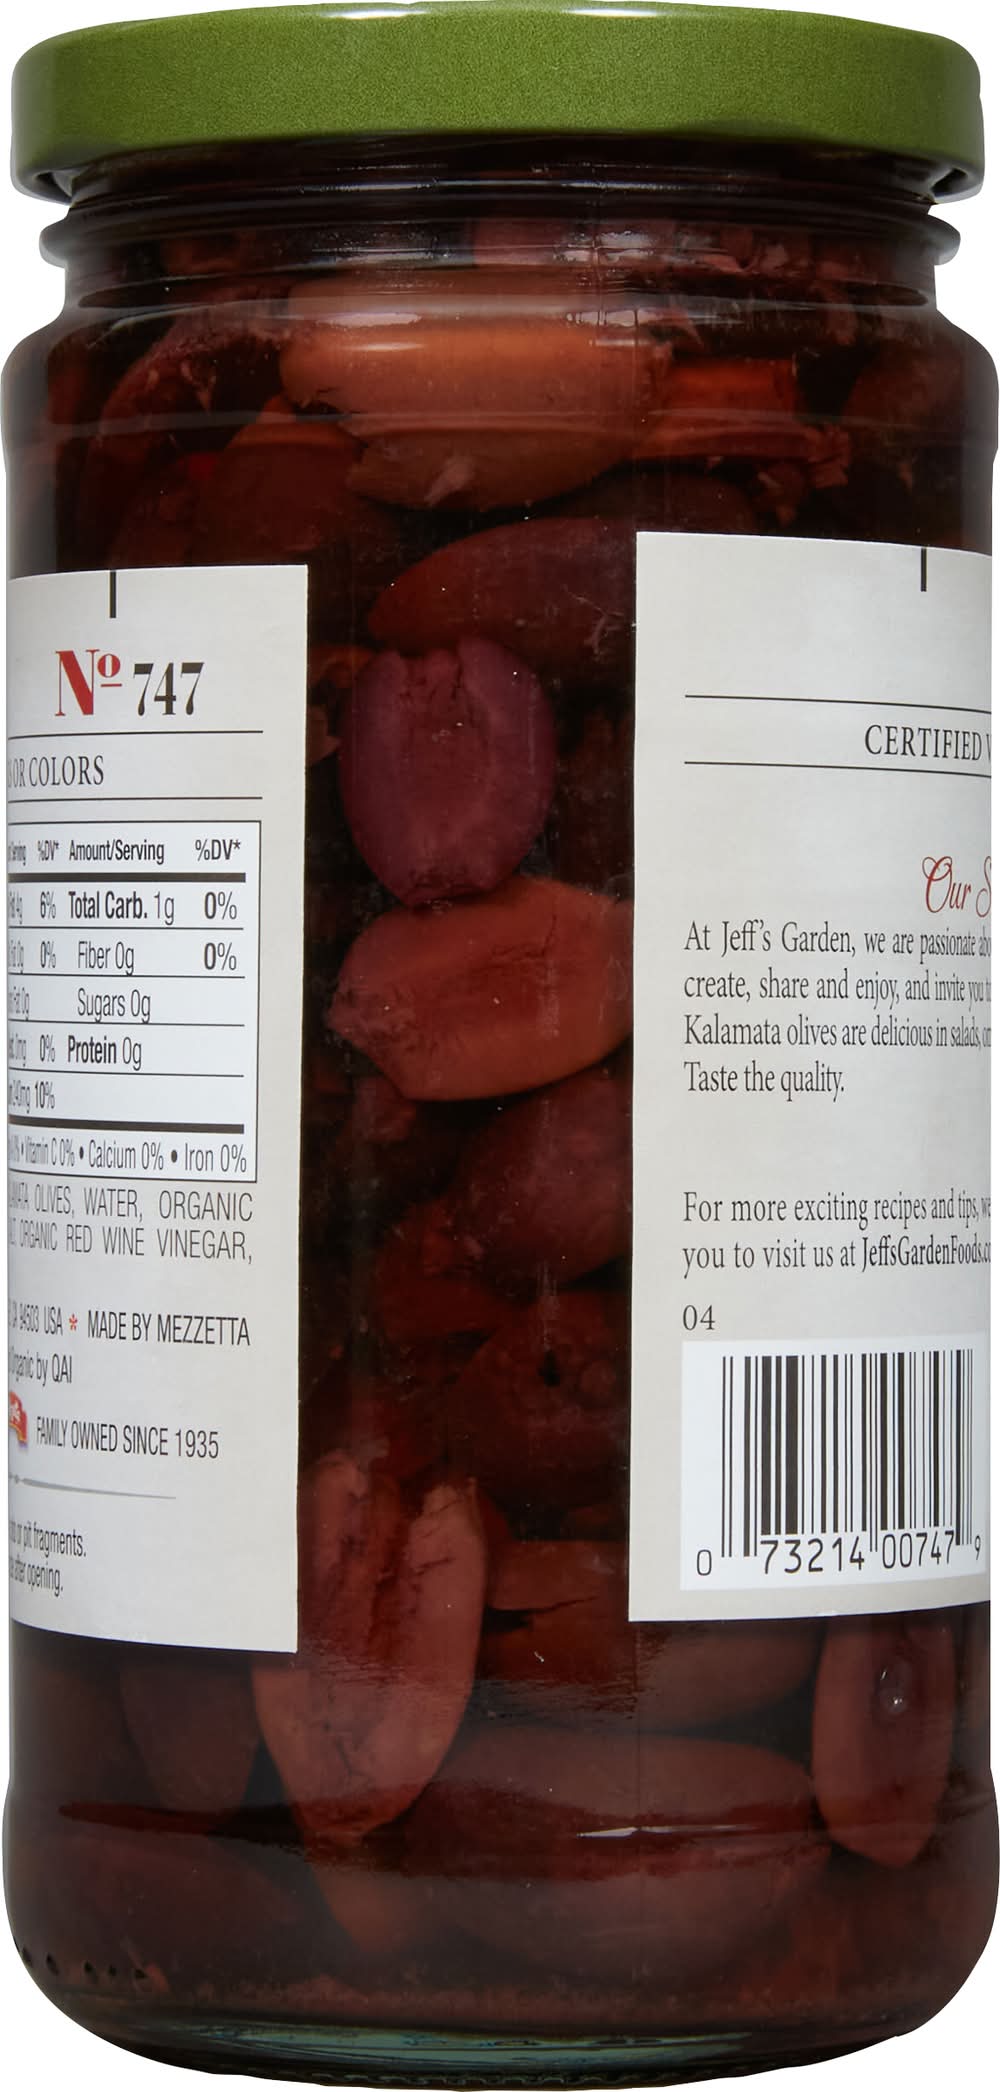 Nº 747
OR COLORS
%DV* Amount/Serving %DV*
6% Total Carb. 1g 0%
0% Fiber 0g 0%
Sugars 0g
0% Protein 0g
10%
Vitamin C 0% • Calcium 0% • Iron 0%
OLIVES, WATER, ORGANIC
ORGANIC RED WINE VINEGAR,
94503 USA * MADE BY MEZZETTA
by QAI
FAMILY OWNED SINCE 1935
or pit fragments.
after opening.
CERTIFIED
Our
At Jeff's Garden, we are passionate
create, share and enjoy, and invite you
Kalamata olives are delicious in salads,
Taste the quality.
For more exciting recipes and tips, we
you to visit us at JeffsGardenFoods.
04
0 73214 00747 9